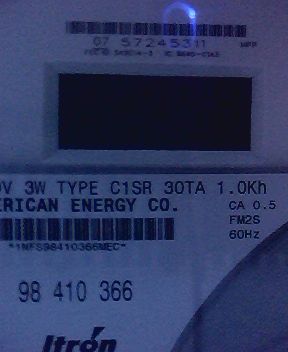 07 57245311
0V 3W TYPE C1SR 30TA 1.0Kh
ERICAN ENERGY CO. CA 0.5
FM2S
*1NFS98410366MEC* 60Hz
98 410 366
Itrón